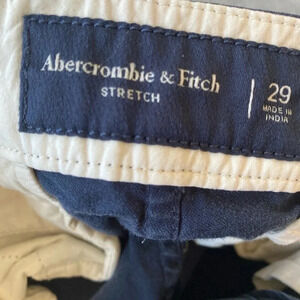 Abercrombie & Fitch
STRETCH
29
MADE IN
INDIA